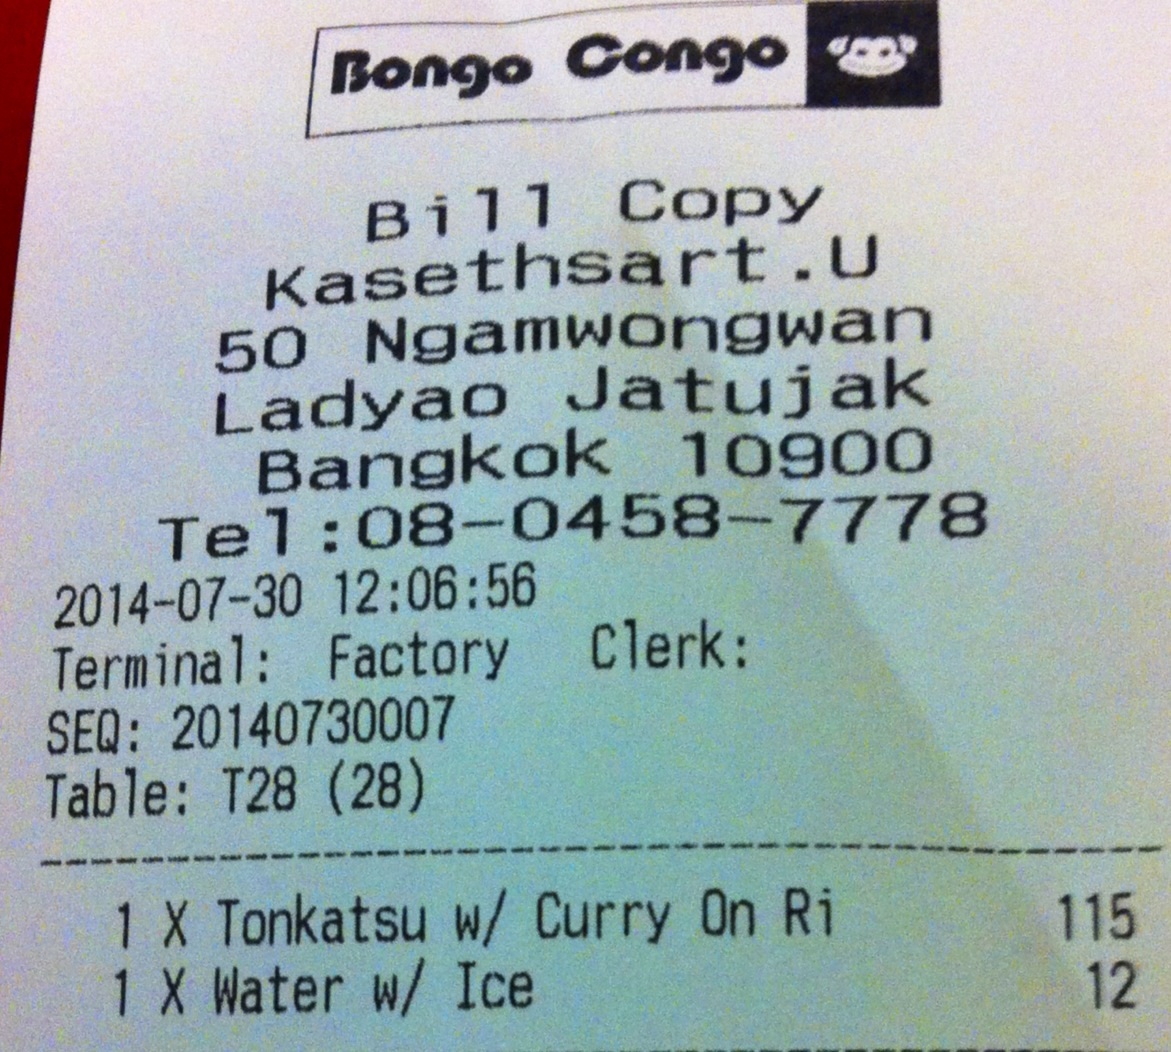 Bongo Congo
Bill Copy
Kasethsart.U
50 Ngamwongwan
Ladyao Jatujak
Bangkok 10900
Tel:08-0458-7778
2014-07-30 12:06:56
Terminal: Factory Clerk:
SEQ: 20140730007
Table: T28 (28)
1 X Tonkatsu w/ Curry On Ri 115
1 X Water w/ Ice 12